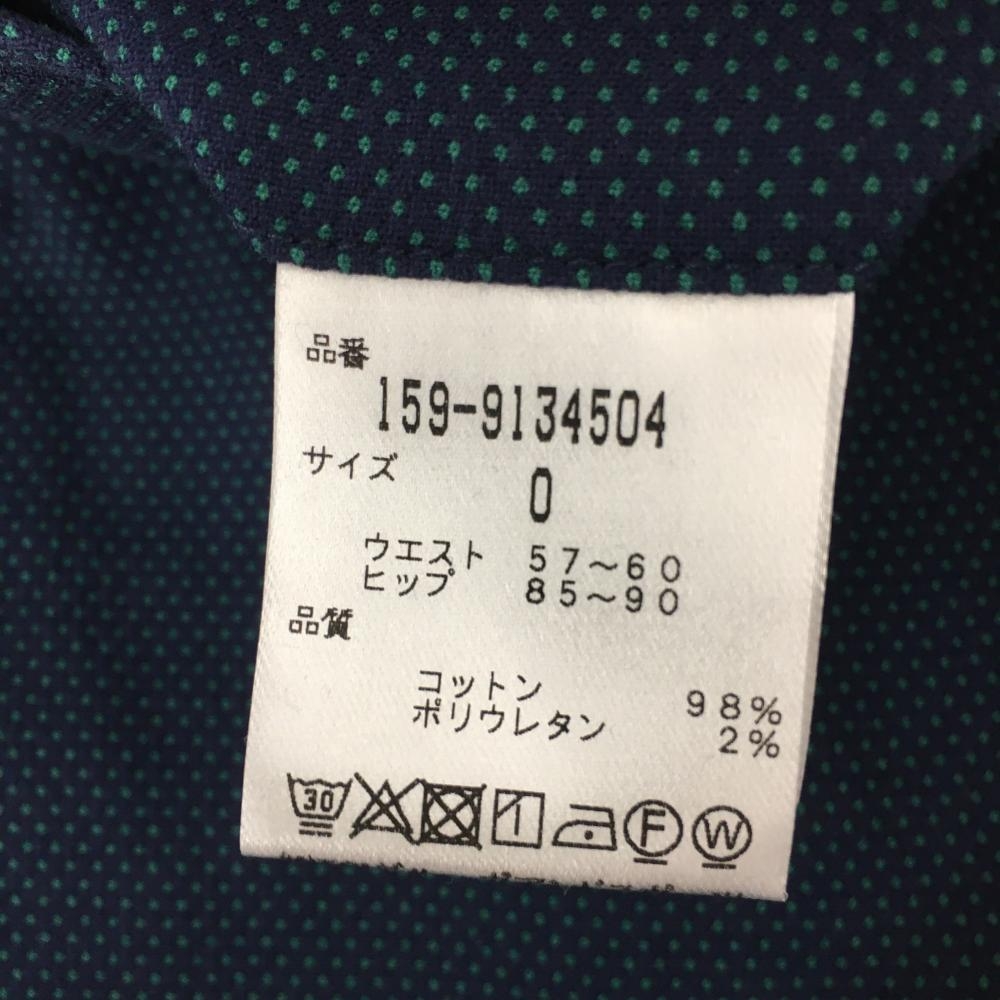 品番
159-9134504
サイズ
0
ウエスト 57～60
ヒップ 85～90
品質
コットン 98%
ポリウレタン 2%
30 F W